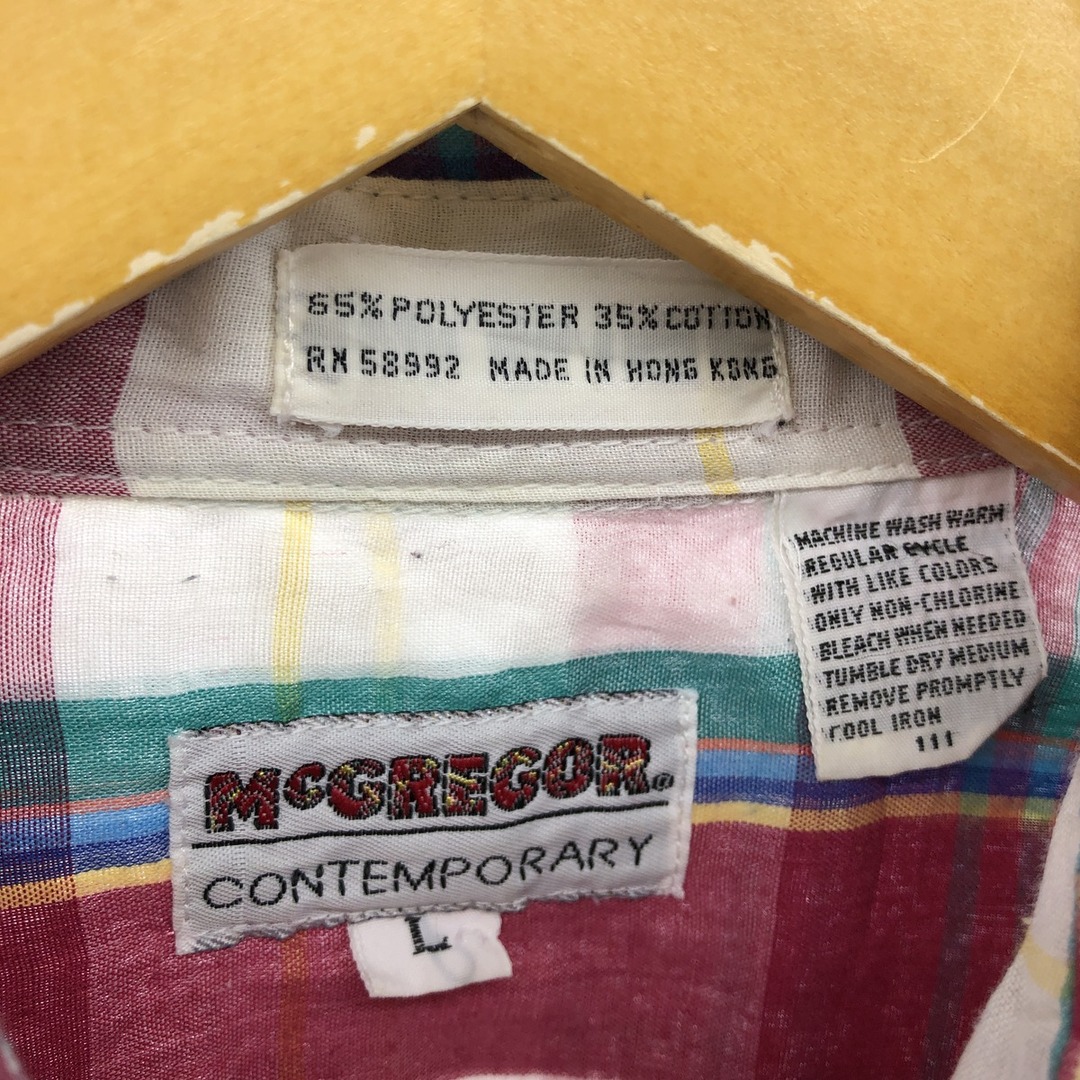 65% POLYESTER 35% COTTON
RN 58992 MADE IN HONG KONG
MACHINE WASH WARM
REGULAR CYCLE
WITH LIKE COLORS
ONLY NON-CHLORINE
BLEACH WHEN NEEDED
TUMBLE DRY MEDIUM
REMOVE PROMPTLY
COOL IRON
111
McGREGOR®
CONTEMPORARY
L